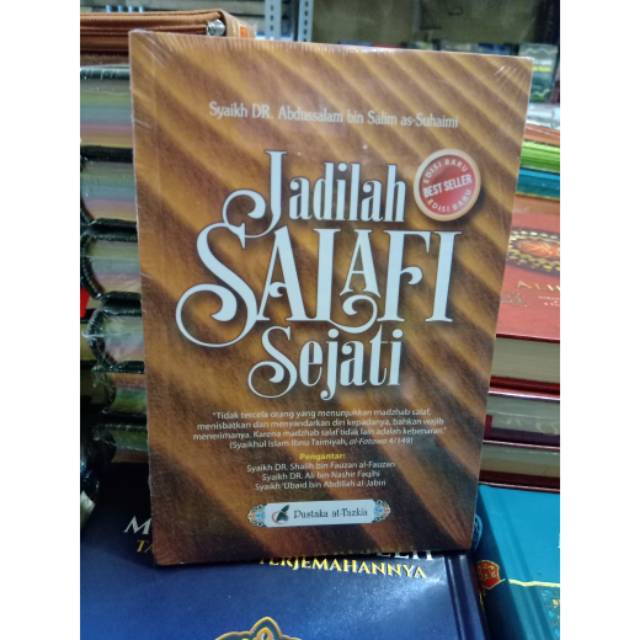 Syaikh DR. Abdussalam bin Salim as-Suhaimi
EDISI BARU
BEST SELLER
EDISI BARU
Jadilah
SALAFI
Sejati
"Tidak tercela orang yang menunjukkan madzhab salaf,
menisbatkan dan menyandarkan diri kepadanya, bahkan wajib
menerimanya. Karena madzhab salaf tidak lain adalah kebenaran."
(Syaikhul Islam Ibnu Taimiyah, al-Fatawa 4/149)
Pengantar:
Syaikh DR. Shalih bin Fauzan al-Fauzan
Syaikh DR. Ali bin Nashir Faqihi
Syaikh 'Ubaid bin Abdillah al-Jabiri
Pustaka at-Tazkia
TERJEMAHANNYA